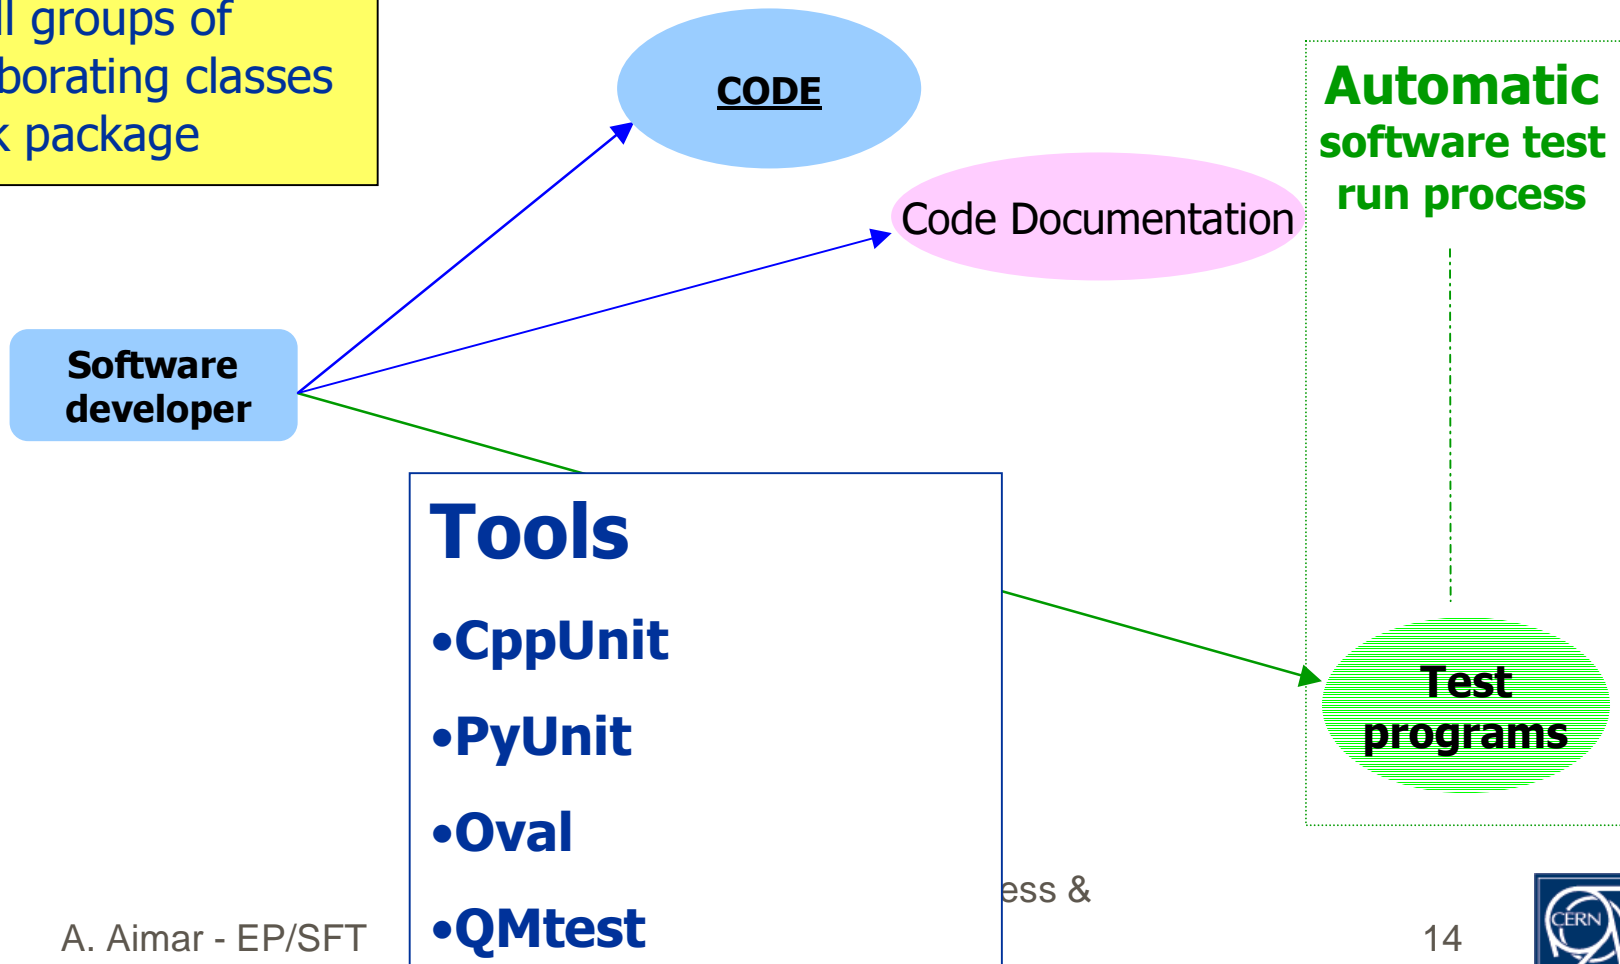 ll groups of
borating classes
k package
CODE
Automatic
software test
run process
Code Documentation
Software
developer
Tools
•CppUnit
•PyUnit
•Oval
•QMtest
Test
programs
ess &
A. Aimar - EP/SFT
14
CERN